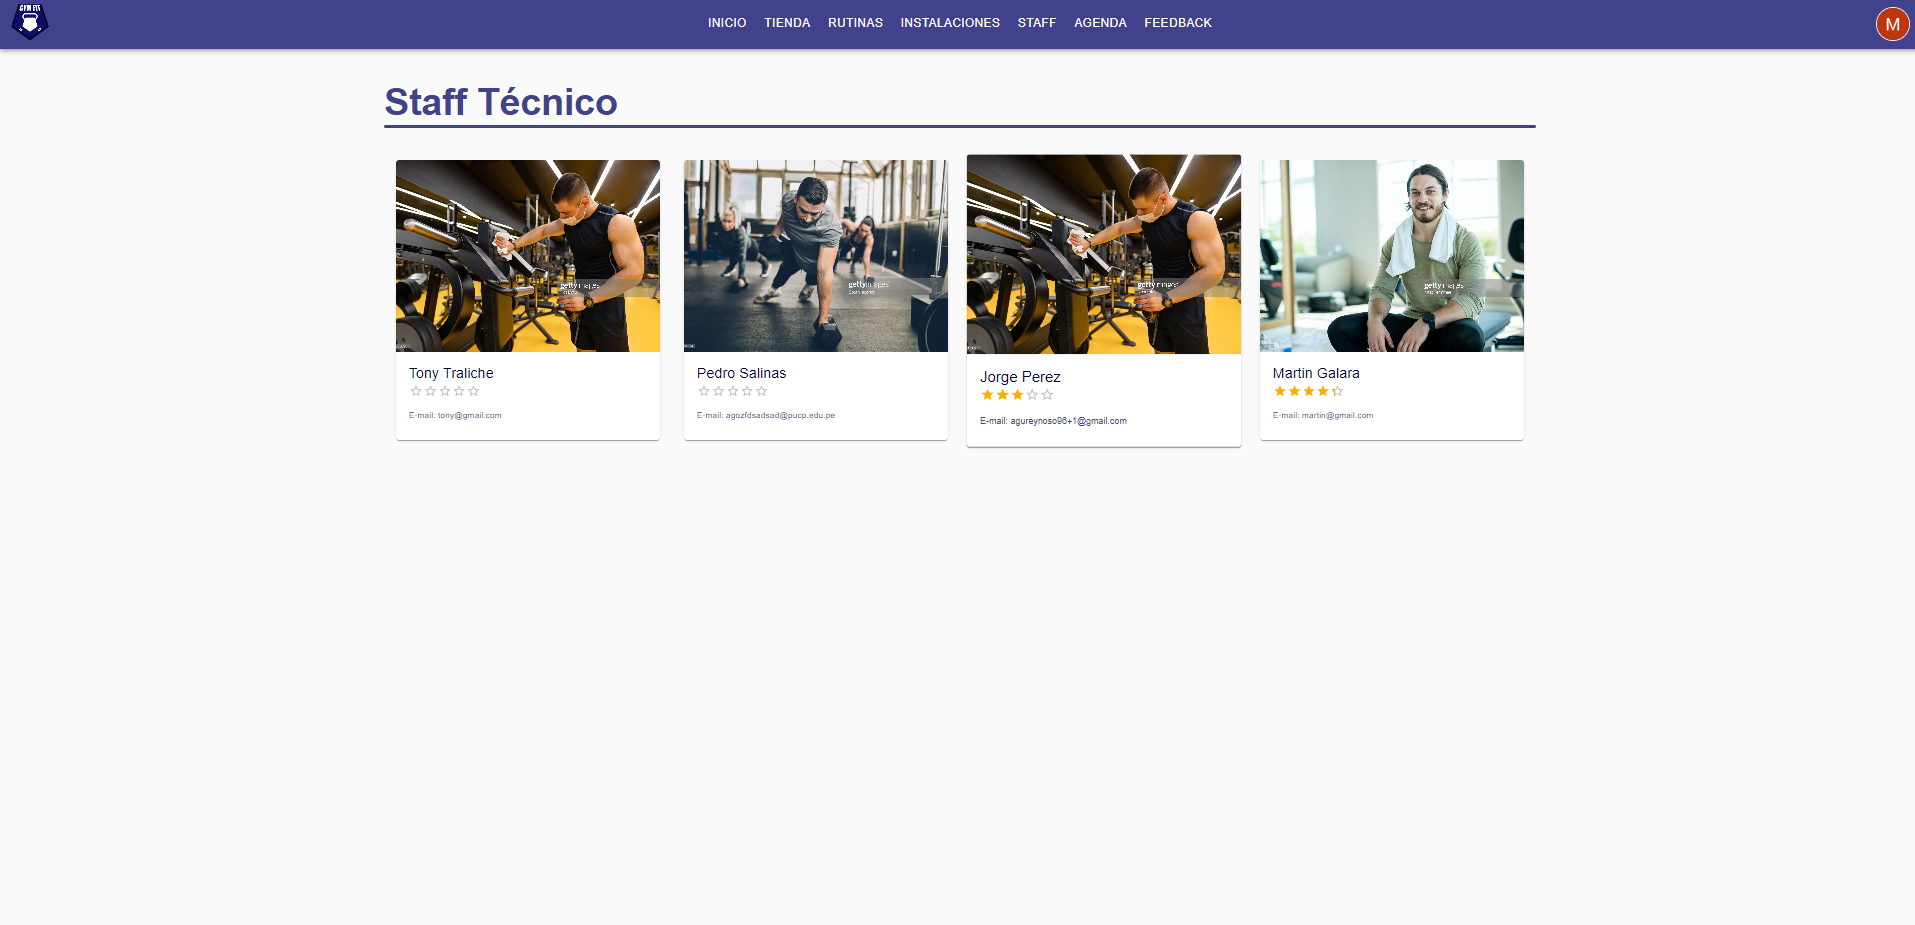 GYM FIT
INICIO TIENDA RUTINAS INSTALACIONES STAFF AGENDA FEEDBACK
M
Staff Técnico
gettyimages
gettyimages
gettyimages
gettyimages
Tony Traliche
E-mail: tony@gmail.com
Pedro Salinas
E-mail: agozfdsadsad@pucp.edu.pe
Jorge Perez
E-mail: agureynoso96+1@gmail.com
Martin Galara
E-mail: martin@gmail.com